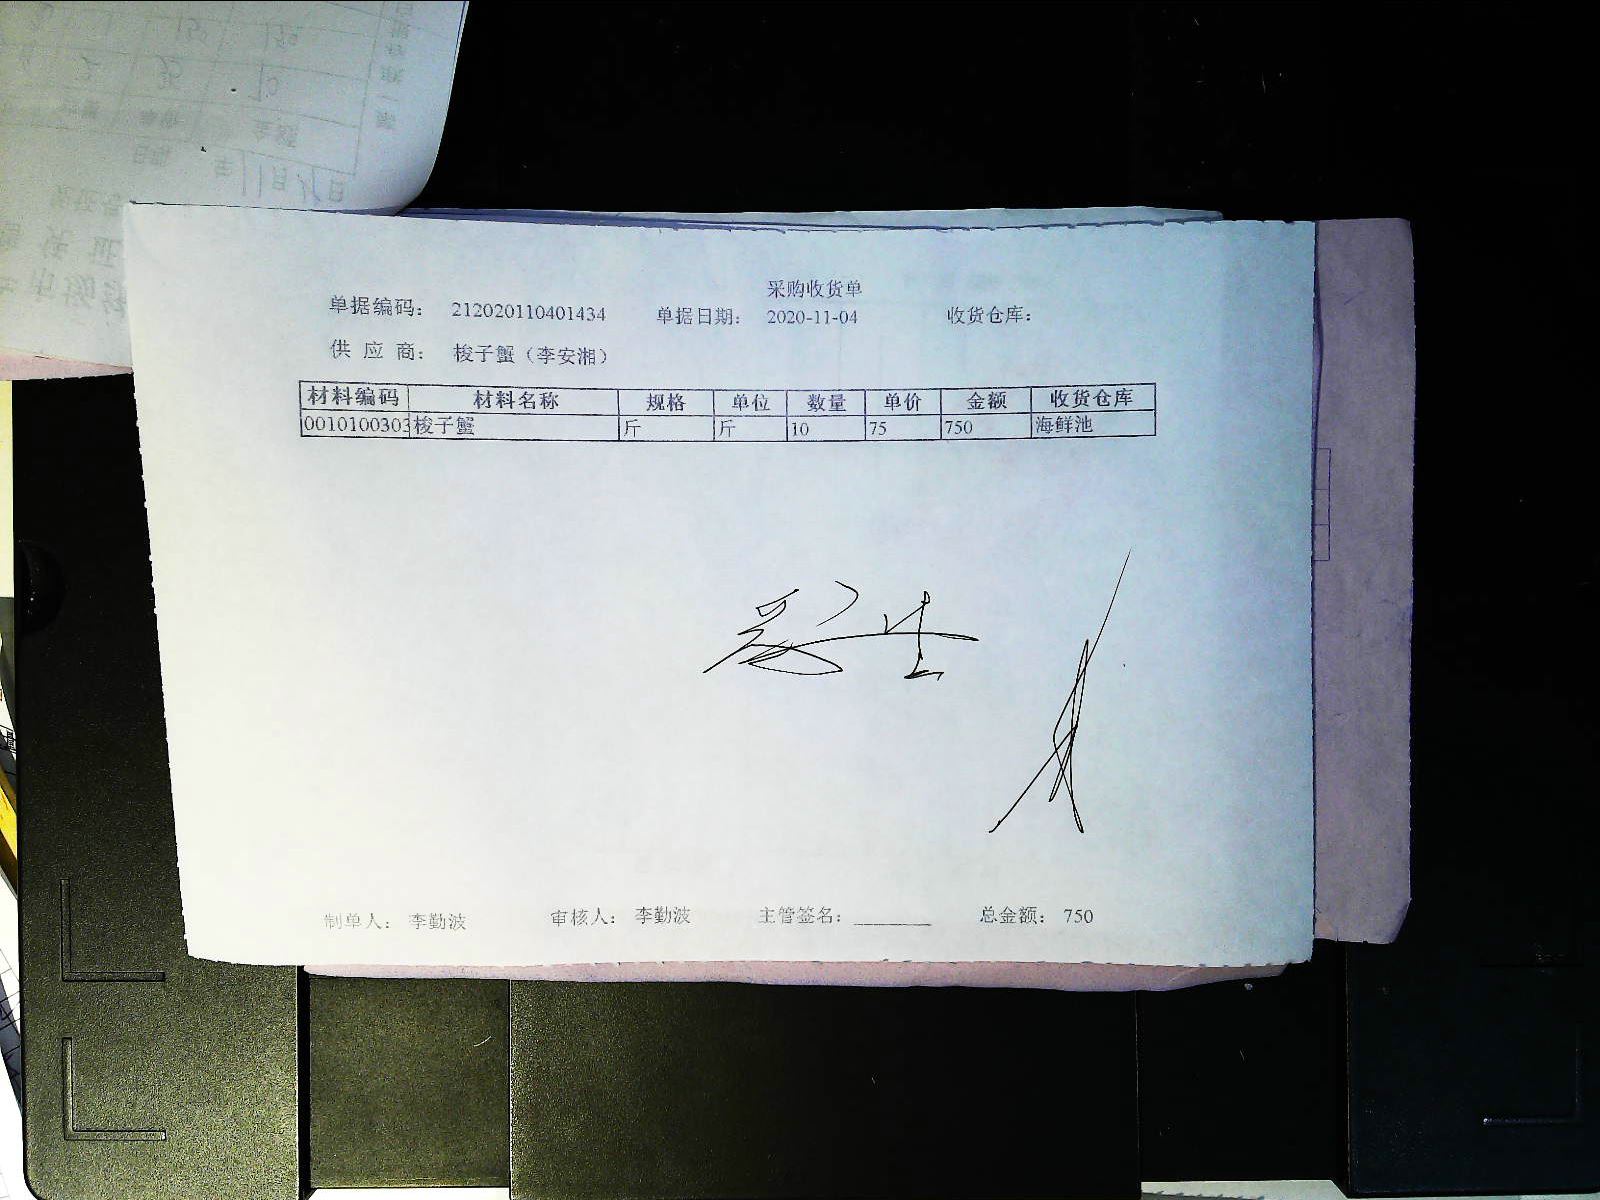 采购收货单
单据编码： 212020110401434 单据日期： 2020-11-04 收货仓库：
供 应 商： 梭子蟹（李安湘）
材料编码 材料名称 规格 单位 数量 单价 金额 收货仓库
0010100303 梭子蟹 斤 斤 10 75 750 海鲜池
制单人： 李勤波 审核人： 李勤波 主管签名： ________ 总金额： 750